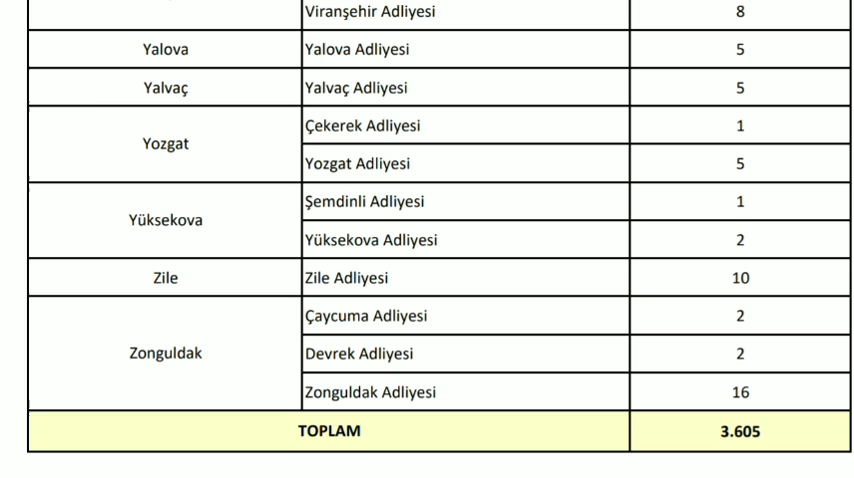 Viranşehir Adliyesi 8
Yalova Yalova Adliyesi 5
Yalvaç Yalvaç Adliyesi 5
Yozgat Çekerek Adliyesi 1
Yozgat Adliyesi 5
Yüksekova Şemdinli Adliyesi 1
Yüksekova Adliyesi 2
Zile Zile Adliyesi 10
Zonguldak Çaycuma Adliyesi 2
Devrek Adliyesi 2
Zonguldak Adliyesi 16
TOPLAM 3.605